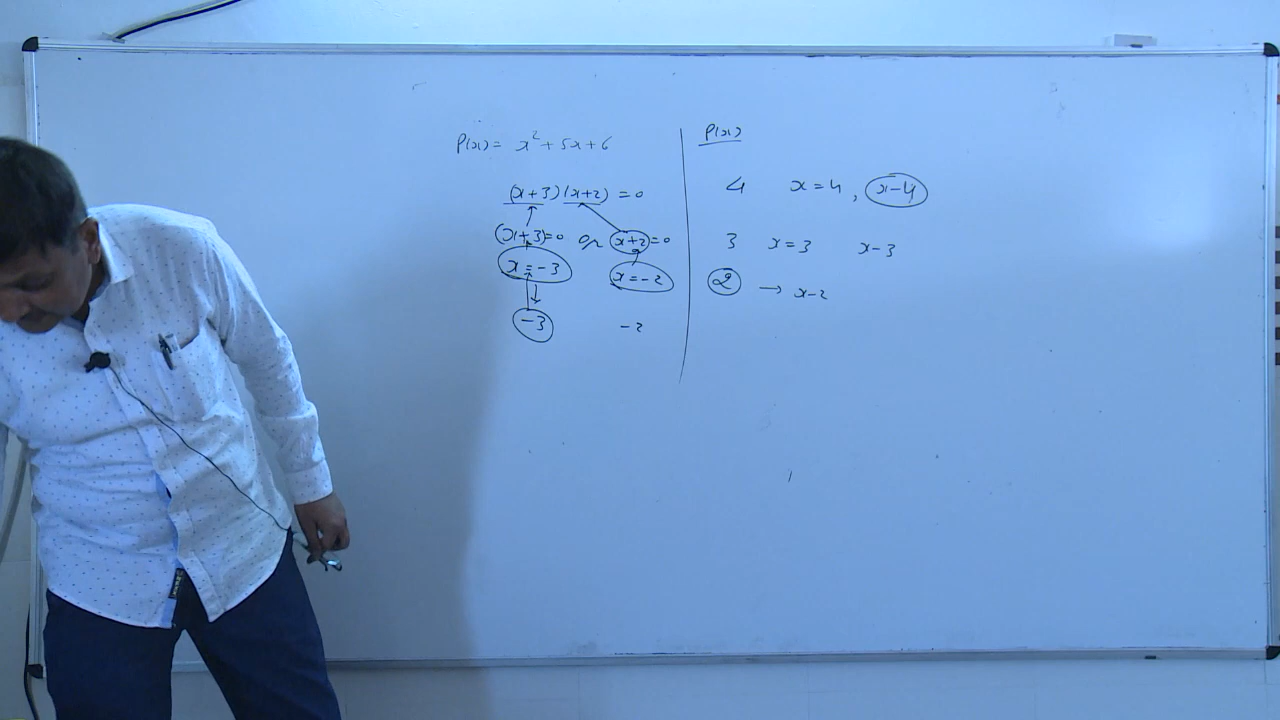 P(x) = x² + 5x + 6
(x+3)(x+2) = 0
(x+3)=0 or x+2=0
x = -3 x = -2
-3 -2
P(x)
4 x = 4 , x-4
3 x = 3 x-3
2 → x-2